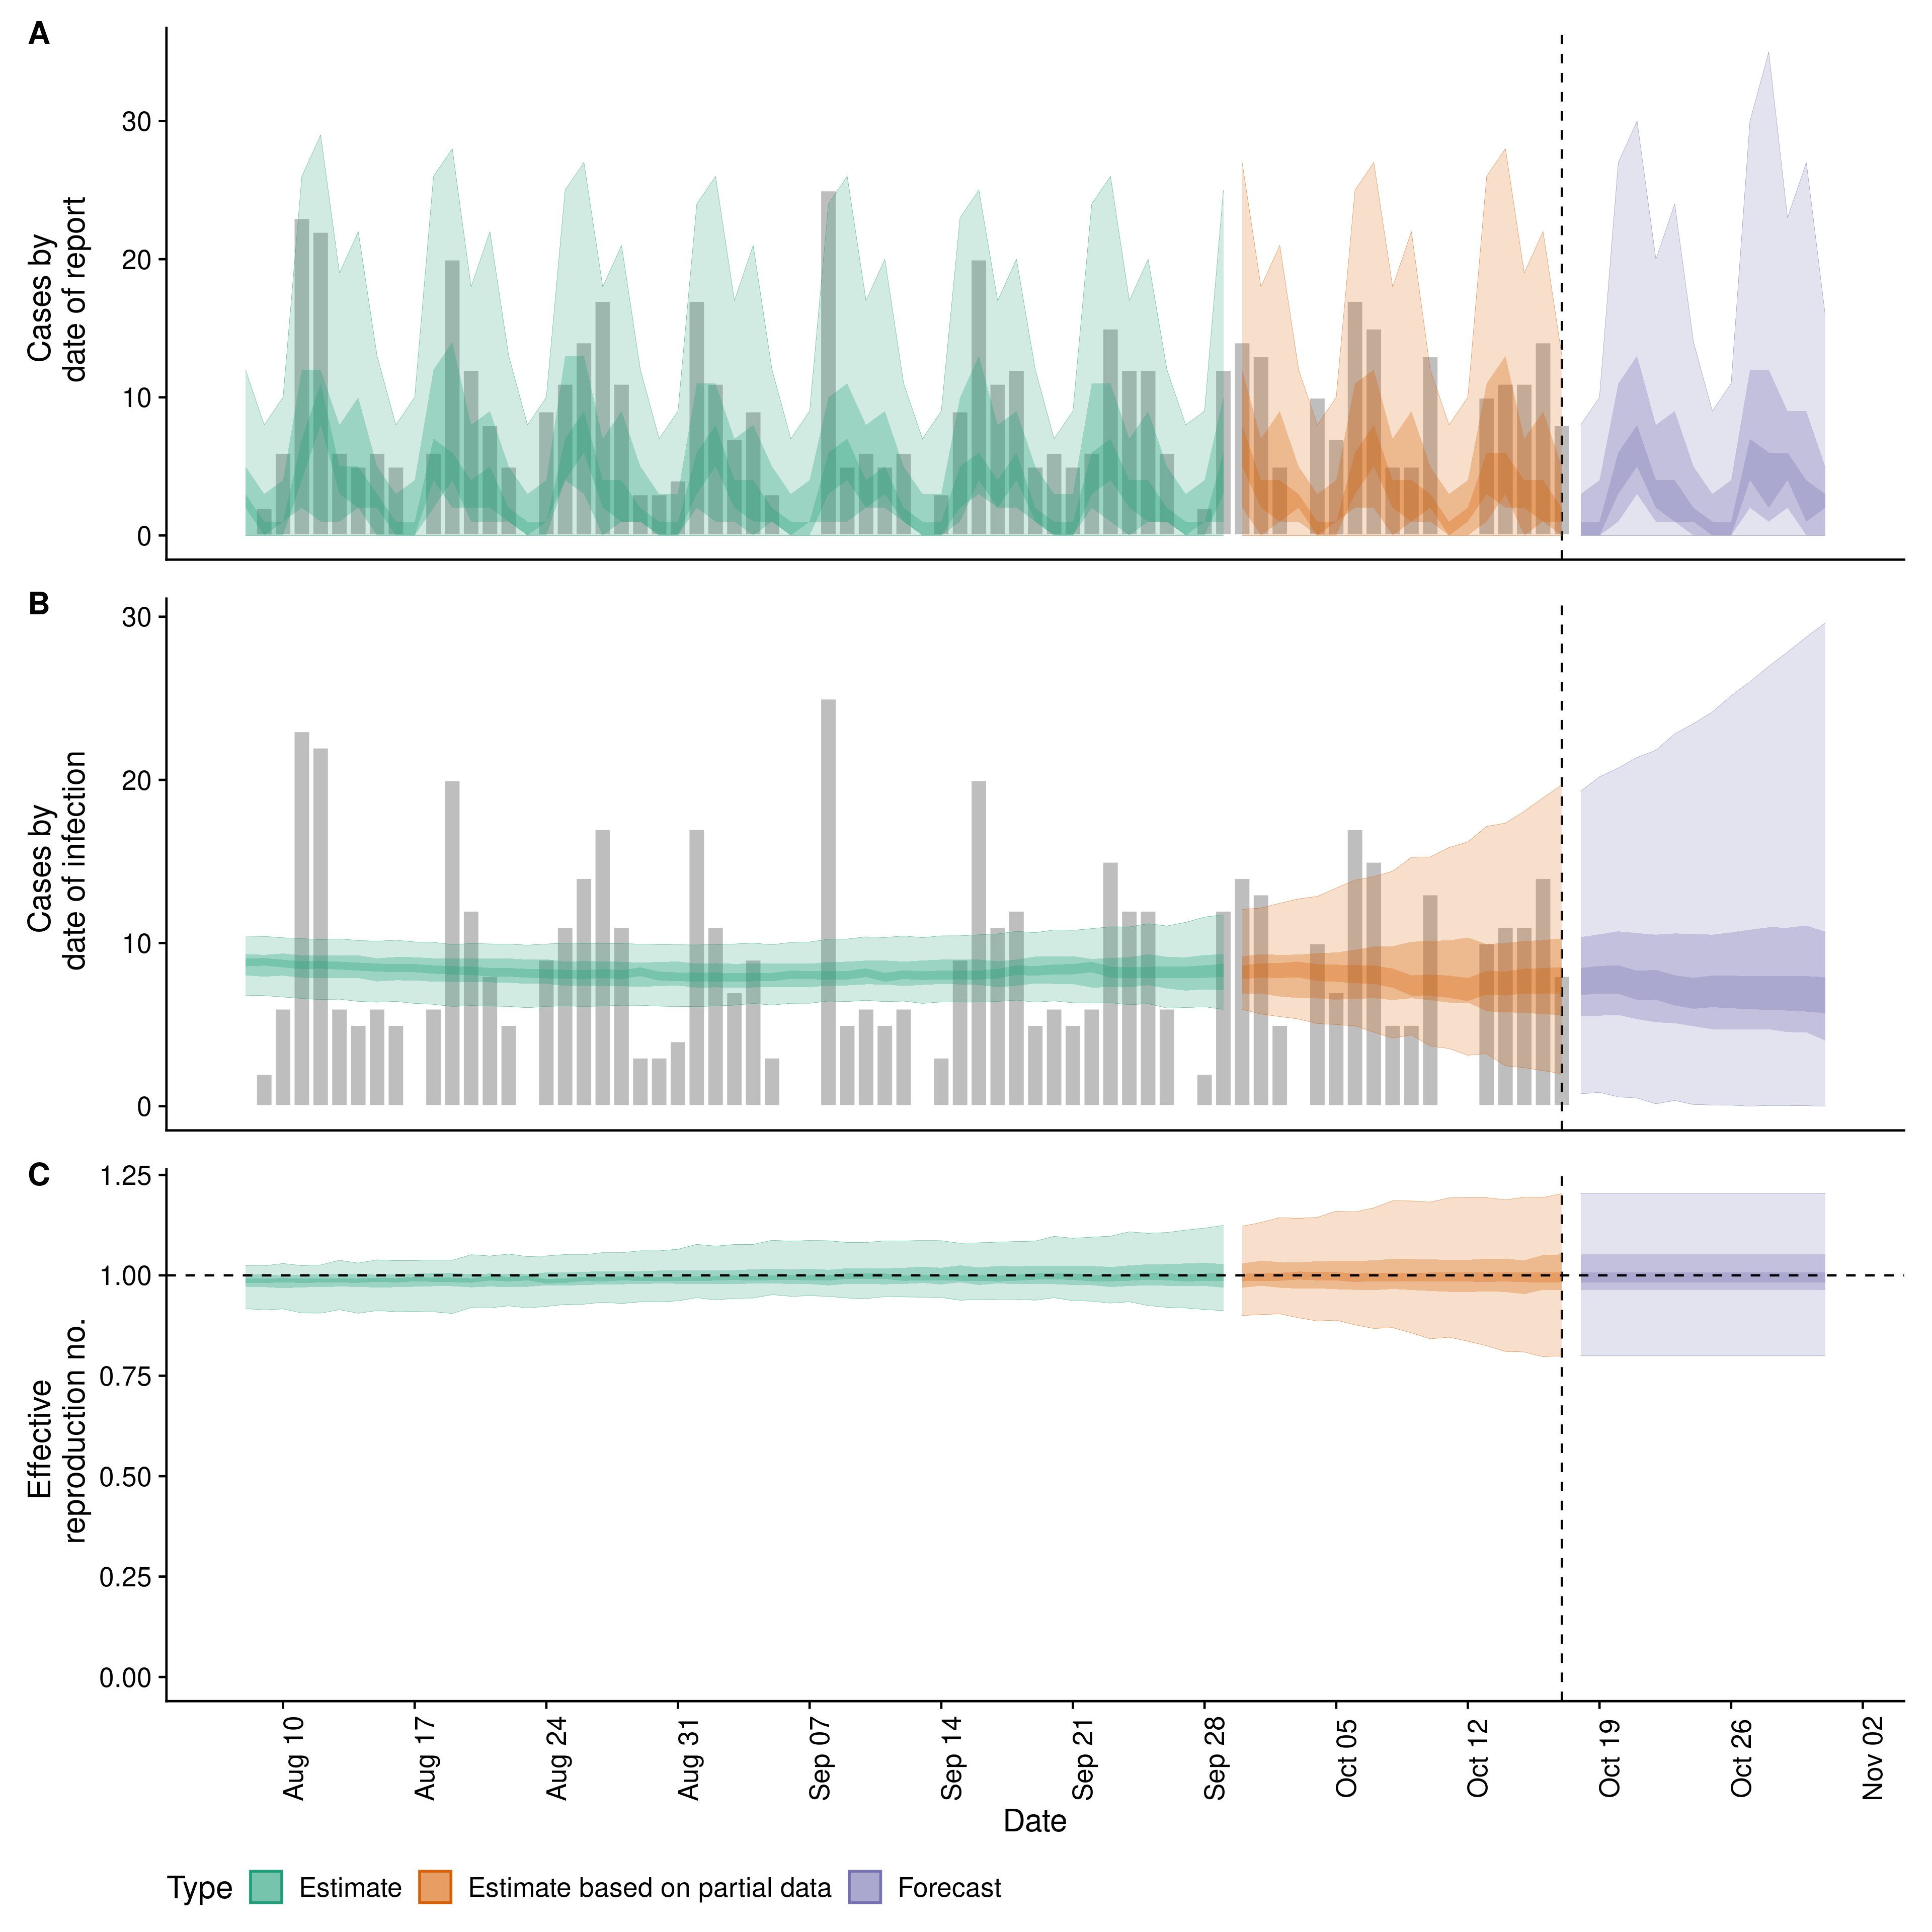 A
Cases by
date of report
30
20
10
0
B
Cases by
date of infection
30
20
10
0
C
Effective
reproduction no.
1.25
1.00
0.75
0.50
0.25
0.00
Aug 10
Aug 17
Aug 24
Aug 31
Sep 07
Sep 14
Sep 21
Sep 28
Oct 05
Oct 12
Oct 19
Oct 26
Nov 02
Date
Type Estimate Estimate based on partial data Forecast